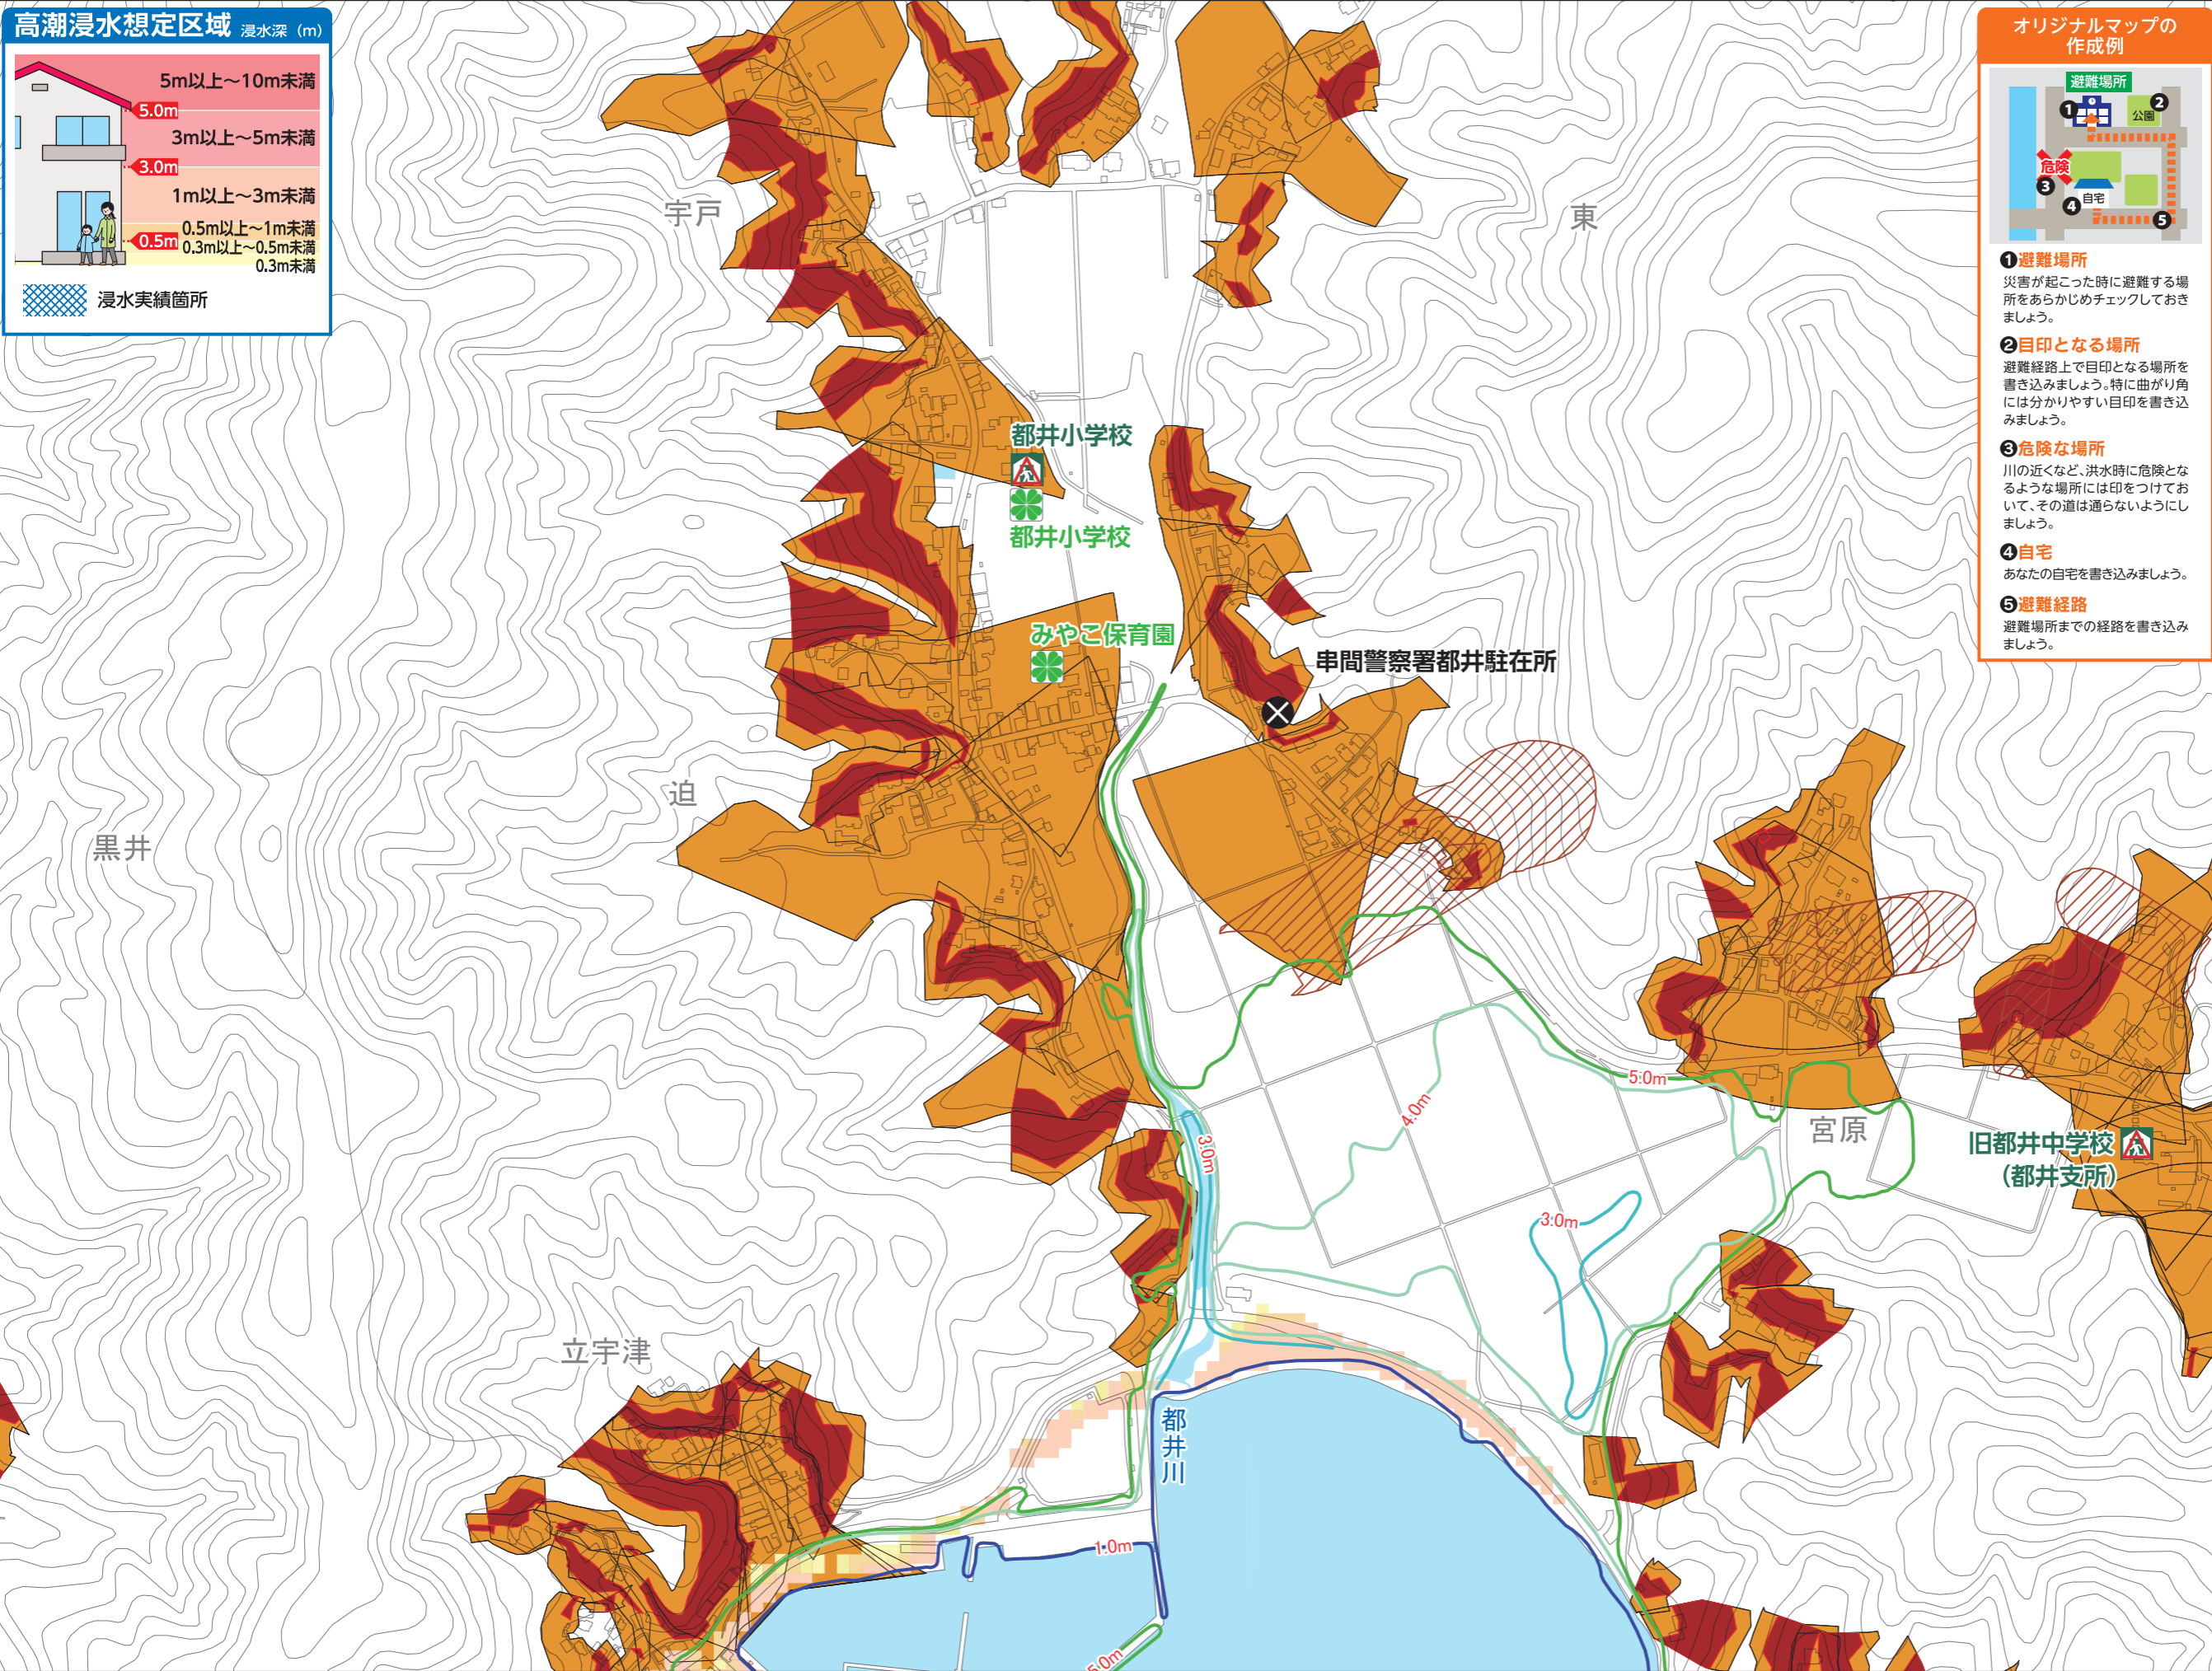 高潮浸水想定区域 浸水深（m）
5m以上～10m未満
5.0m
3m以上～5m未満
3.0m
1m以上～3m未満
0.5m以上～1m未満
0.5m
0.3m以上～0.5m未満
0.3m未満
浸水実績箇所
オリジナルマップの
作成例
避難場所
❶
❷
公園
危険
❸
自宅
❹
❺
❶避難場所
災害が起こった時に避難する場
所をあらかじめチェックしておき
ましょう。
❷目印となる場所
避難経路上で目印となる場所を
書き込みましょう。特に曲がり角
には分かりやすい目印を書き込
みましょう。
❸危険な場所
川の近くなど、洪水時に危険とな
るような場所には印をつけてお
いて、その道は通らないようにし
ましょう。
❹自宅
あなたの自宅を書き込みましょう。
❺避難経路
避難場所までの経路を書き込み
ましょう。
宇戸
東
都井小学校
都井小学校
みやこ保育園
串間警察署都井駐在所
迫
黒井
5.0m
4.0m
宮原
3.0m
旧都井中学校
（都井支所）
3.0m
立宇津
都井川
1.0m
5.0m